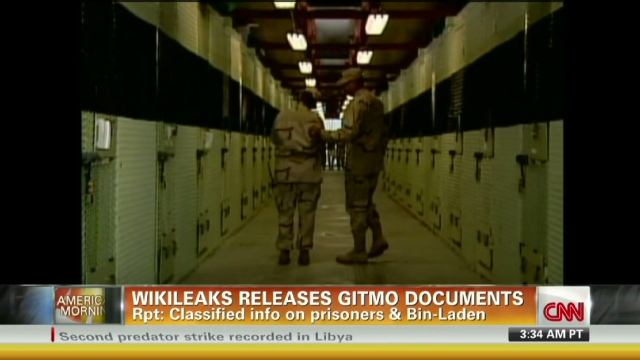 AMERICAN
MORNING
WIKILEAKS RELEASES GITMO DOCUMENTS
Rpt: Classified info on prisoners & Bin-Laden
CNN
Second predator strike recorded in Libya
3:34 AM PT